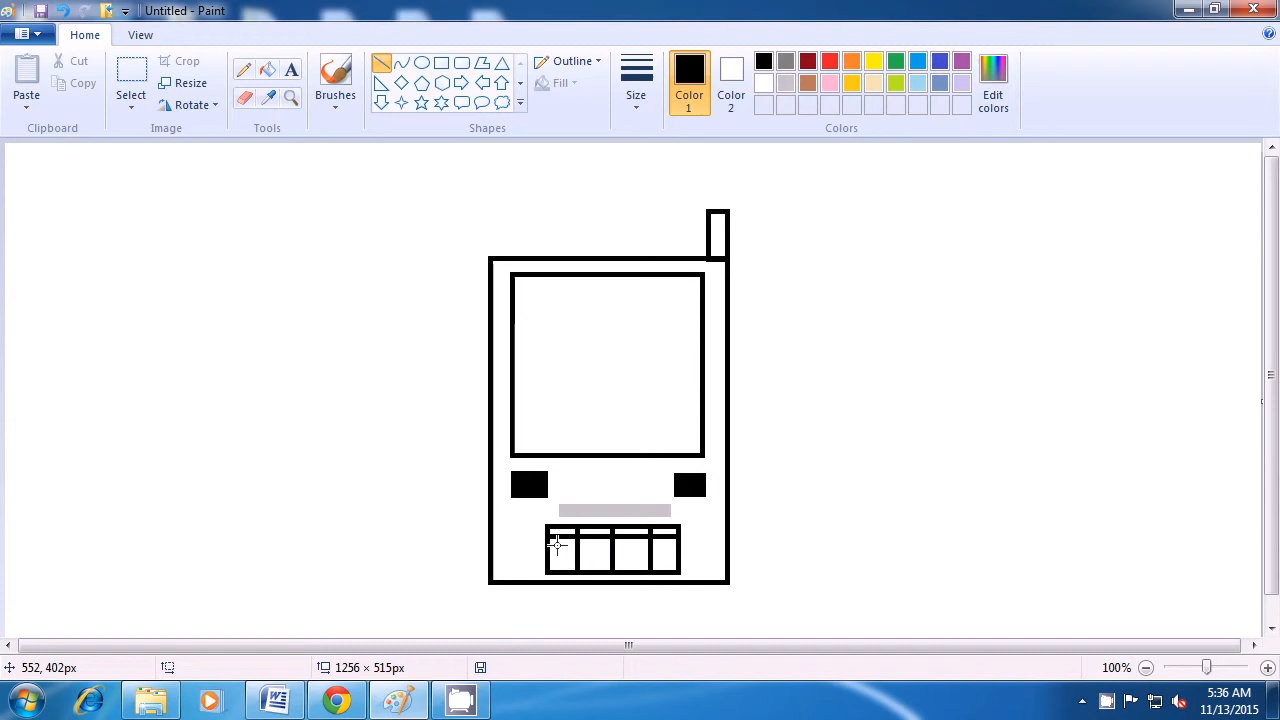 Untitled - Paint
Home View
Paste
Cut
Copy
Clipboard
Select
Crop
Resize
Rotate
Image
A
Tools
Brushes
Outline
Fill
Shapes
Size
Color 1
Color 2
Edit colors
Colors
552, 402px 1256 × 515px 100%
W
5:36 AM
11/13/2015